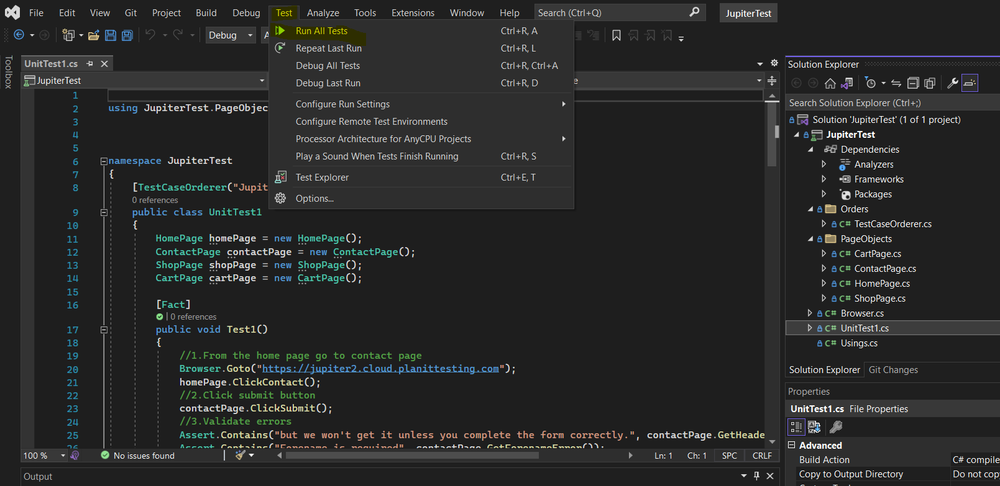 File Edit View Git Project Build Debug Test Analyze Tools Extensions Window Help Search (Ctrl+Q) JupiterTest
Debug A
Run All Tests Ctrl+R, A
Repeat Last Run Ctrl+R, L
Debug All Tests Ctrl+R, Ctrl+A
Debug Last Run Ctrl+R, D
Configure Run Settings
Configure Remote Test Environments
Processor Architecture for AnyCPU Projects
Play a Sound When Tests Finish Running Ctrl+R, S
Test Explorer Ctrl+E, T
Options...
Toolbox
UnitTest1.cs
JupiterTest
e
1
2 using JupiterTest.PageObjec
3
4
5
6 namespace JupiterTest
7 {
8 [TestCaseOrderer("Jupit
0 references
9 public class UnitTest1
10 {
11 HomePage homePage = new HomePage();
12 ContactPage contactPage = new ContactPage();
13 ShopPage shopPage = new ShopPage();
14 CartPage cartPage = new CartPage();
15
16 [Fact]
| 0 references
17 public void Test1()
18 {
19 //1.From the home page go to contact page
20 Browser.Goto("https://jupiter2.cloud.planittesting.com");
21 homePage.ClickContact();
22 //2.Click submit button
23 contactPage.ClickSubmit();
24 //3.Validate errors
25 Assert.Contains("but we won't get it unless you complete the form correctly.", contactPage.GetHeade
26 Assert.Contains("Forename is required", contactPage.GetForenameError());
100 % No issues found Ln: 1 Ch: 1 SPC CRLF
Output
Solution Explorer
Search Solution Explorer (Ctrl+;)
Solution 'JupiterTest' (1 of 1 project)
JupiterTest
Dependencies
Analyzers
Frameworks
Packages
Orders
C# TestCaseOrderer.cs
PageObjects
C# CartPage.cs
C# ContactPage.cs
C# HomePage.cs
C# ShopPage.cs
C# Browser.cs
C# UnitTest1.cs
C# Usings.cs
Solution Explorer Git Changes
Properties
UnitTest1.cs File Properties
Advanced
Build Action C# compile
Copy to Output Directory Do not cop